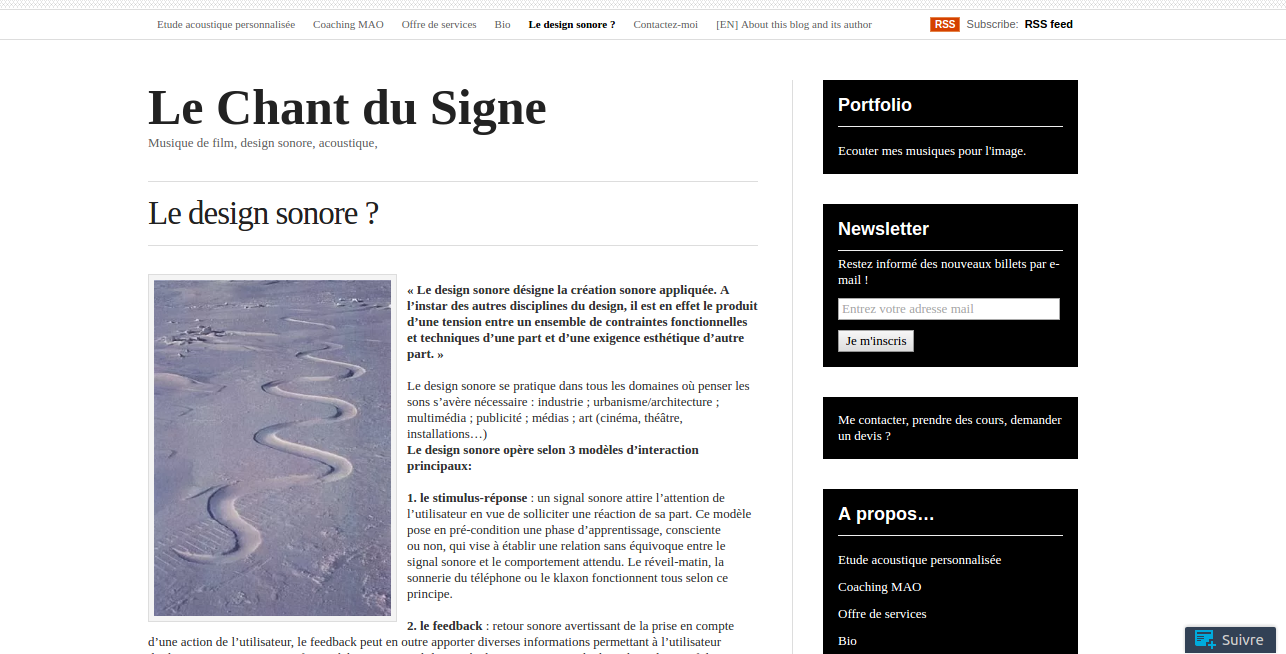 Etude acoustique personnalisée Coaching MAO Offre de services Bio Le design sonore ? Contactez-moi [EN] About this blog and its author RSS Subscribe: RSS feed
Le Chant du Signe
Musique de film, design sonore, acoustique,
Le design sonore ?
« Le design sonore désigne la création sonore appliquée. A
l’instar des autres disciplines du design, il est en effet le produit
d’une tension entre un ensemble de contraintes fonctionnelles
et techniques d’une part et d’une exigence esthétique d’autre
part. »
Le design sonore se pratique dans tous les domaines où penser les
sons s’avère nécessaire : industrie ; urbanisme/architecture ;
multimédia ; publicité ; médias ; art (cinéma, théâtre,
installations…)
Le design sonore opère selon 3 modèles d’interaction
principaux:
1. le stimulus-réponse : un signal sonore attire l’attention de
l’utilisateur en vue de solliciter une réaction de sa part. Ce modèle
pose en pré-condition une phase d’apprentissage, consciente
ou non, qui vise à établir une relation sans équivoque entre le
signal sonore et le comportement attendu. Le réveil-matin, la
sonnerie du téléphone ou le klaxon fonctionnent tous selon ce
principe.
2. le feedback : retour sonore avertissant de la prise en compte
d’une action de l’utilisateur, le feedback peut en outre apporter diverses informations permettant à l’utilisateur
Portfolio
Ecouter mes musiques pour l'image.
Newsletter
Restez informé des nouveaux billets par e-
mail !
Entrez votre adresse mail
Je m'inscris
Me contacter, prendre des cours, demander
un devis ?
A propos…
Etude acoustique personnalisée
Coaching MAO
Offre de services
Bio
Suivre